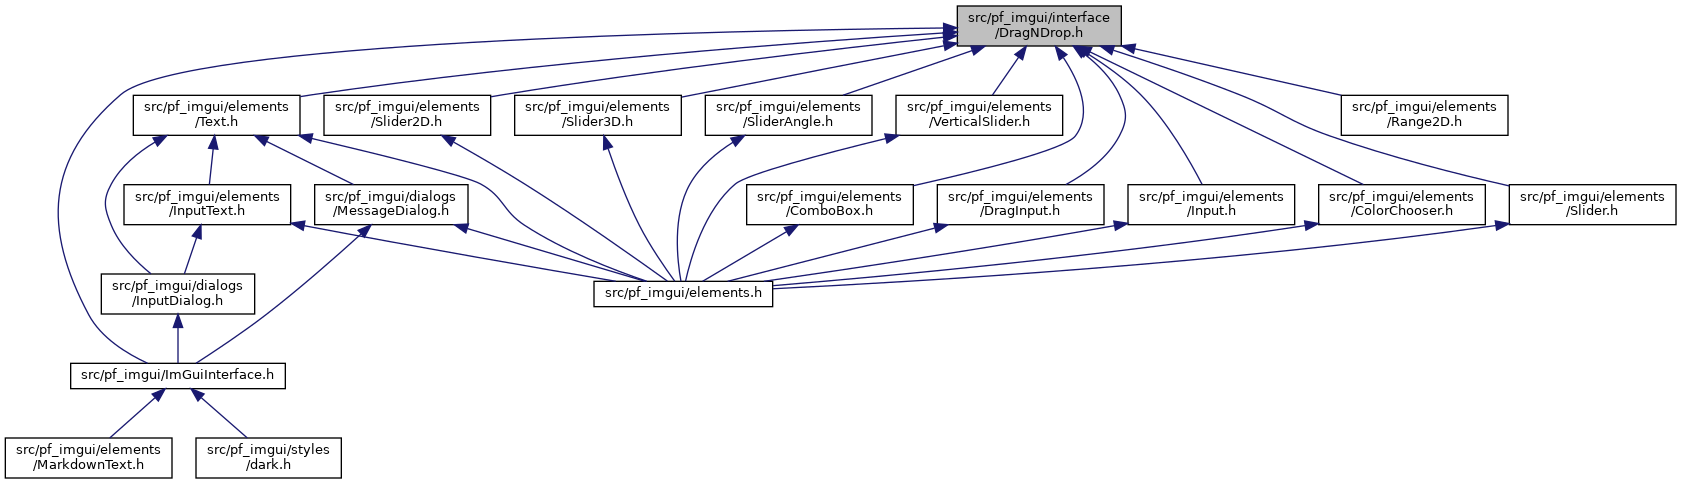 src/pf_imgui/interface
/DragNDrop.h
src/pf_imgui/elements
/Text.h
src/pf_imgui/elements
/Slider2D.h
src/pf_imgui/elements
/Slider3D.h
src/pf_imgui/elements
/SliderAngle.h
src/pf_imgui/elements
/VerticalSlider.h
src/pf_imgui/elements
/Range2D.h
src/pf_imgui/elements
/InputText.h
src/pf_imgui/dialogs
/MessageDialog.h
src/pf_imgui/elements
/ComboBox.h
src/pf_imgui/elements
/DragInput.h
src/pf_imgui/elements
/Input.h
src/pf_imgui/elements
/ColorChooser.h
src/pf_imgui/elements
/Slider.h
src/pf_imgui/dialogs
/InputDialog.h
src/pf_imgui/elements.h
src/pf_imgui/ImGuiInterface.h
src/pf_imgui/elements
/MarkdownText.h
src/pf_imgui/styles
/dark.h